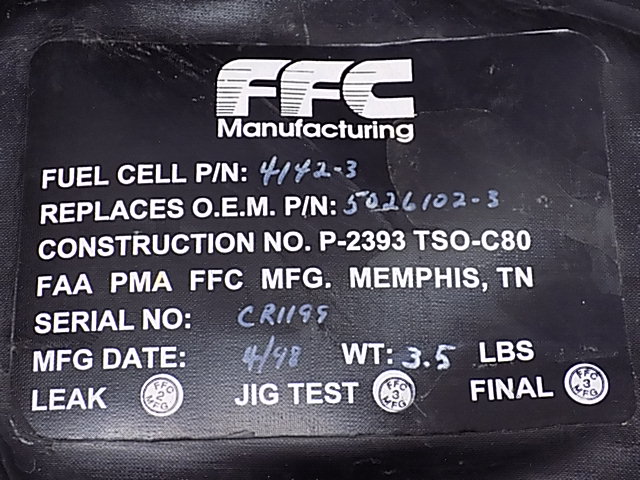 FFC
Manufacturing
FUEL CELL P/N: 4142-3
REPLACES O.E.M. P/N: 5026102-3
CONSTRUCTION NO. P-2393 TSO-C80
FAA PMA FFC MFG. MEMPHIS, TN
SERIAL NO: CR1195
MFG DATE: 4/98 WT: 3.5 LBS
LEAK FFC 2 MFG JIG TEST FFC 3 MFG FINAL FFC 3 MFG